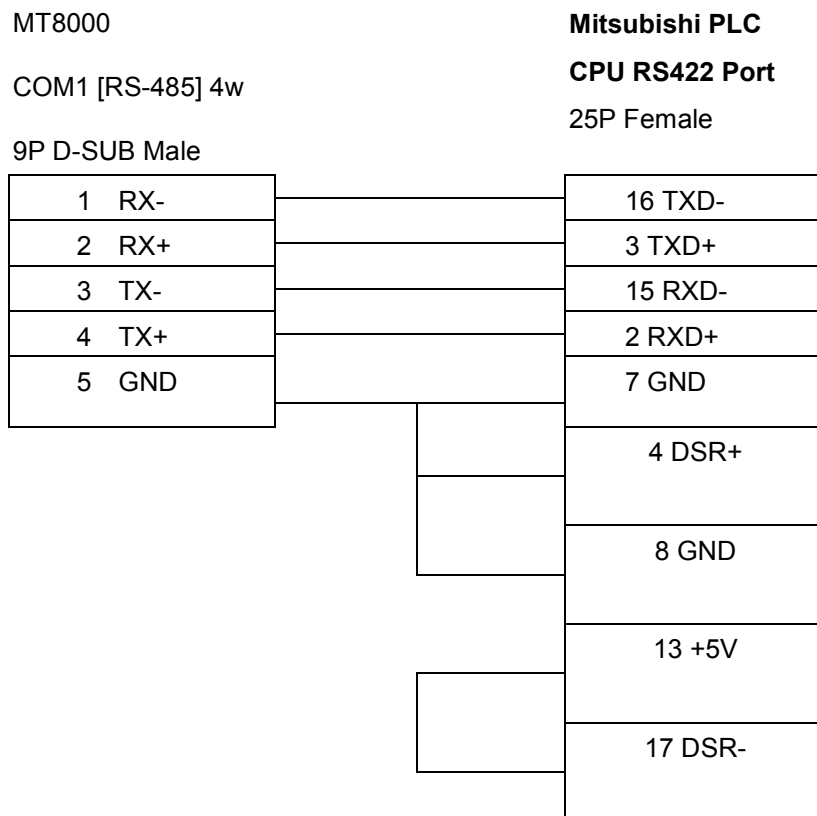 MT8000
COM1 [RS-485] 4w
9P D-SUB Male
Mitsubishi PLC
CPU RS422 Port
25P Female
1 RX-
16 TXD-
2 RX+
3 TXD+
3 TX-
15 RXD-
4 TX+
2 RXD+
5 GND
7 GND
4 DSR+
8 GND
13 +5V
17 DSR-